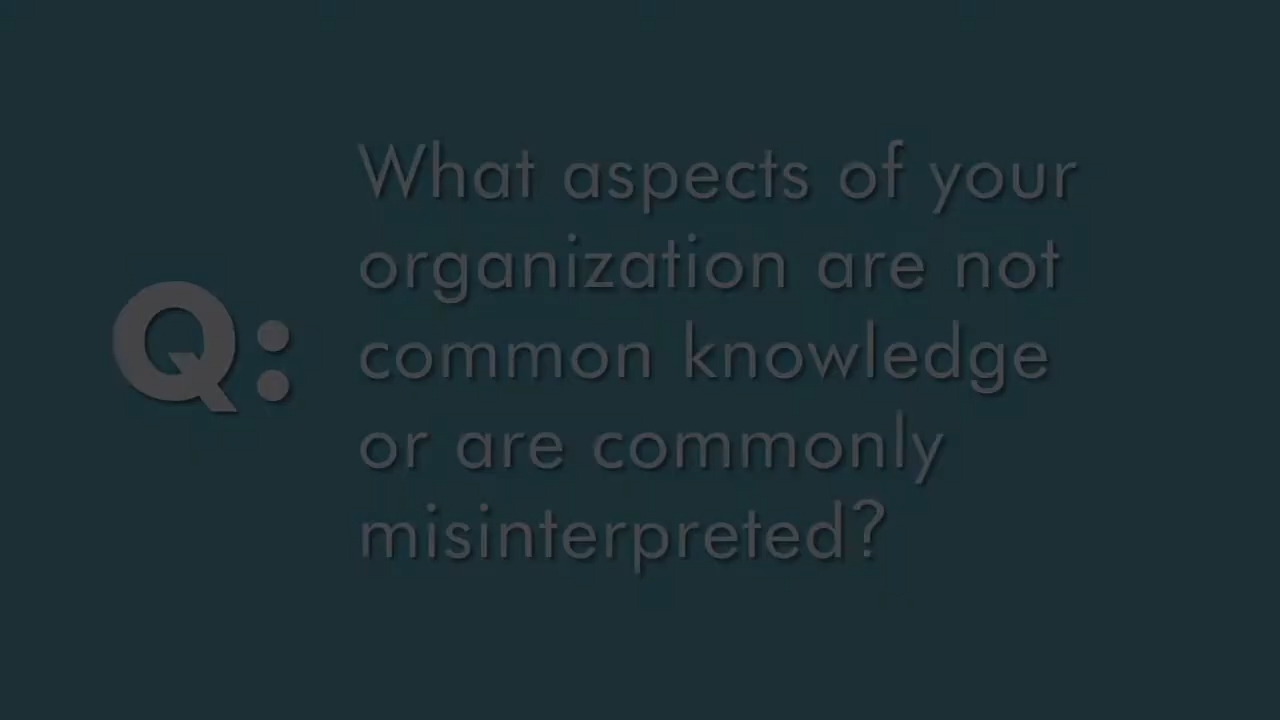 Q:
What aspects of your
organization are not
common knowledge
or are commonly
misinterpreted?